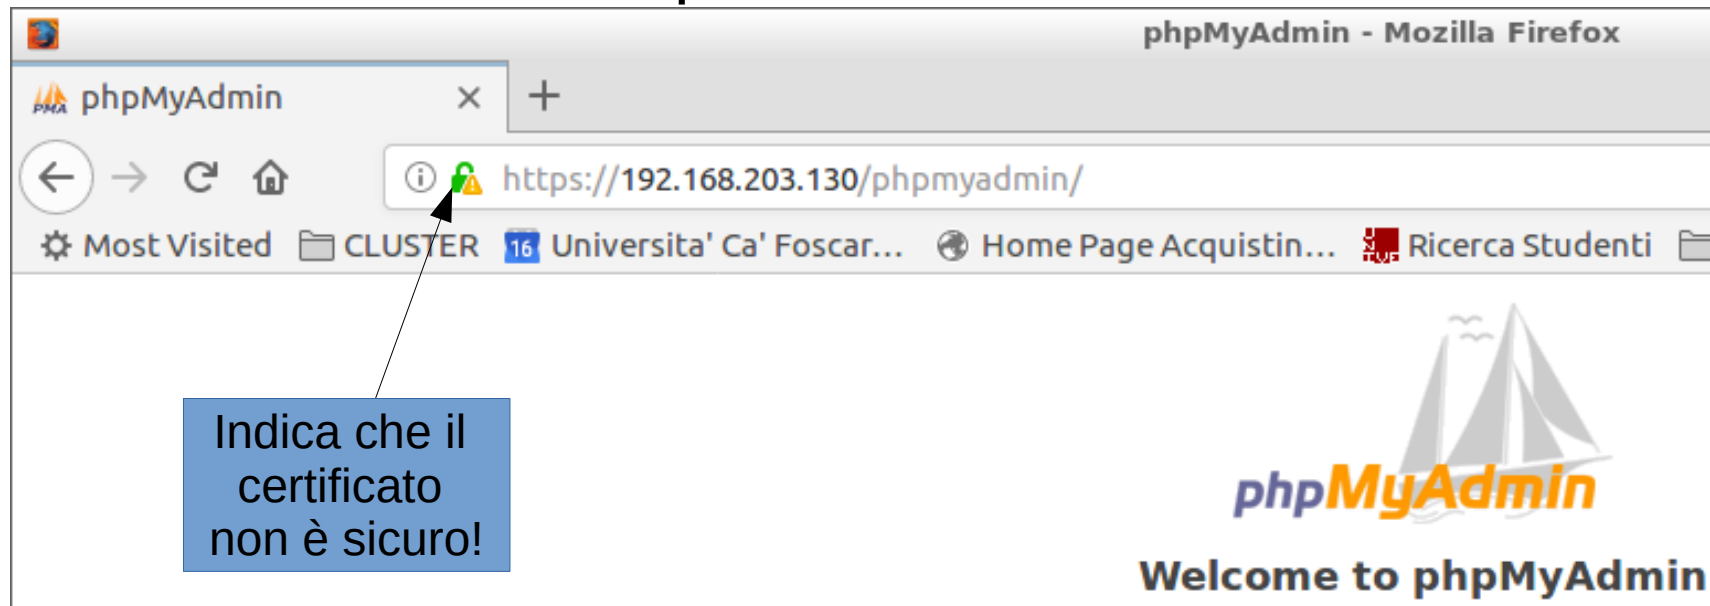 phpMyAdmin - Mozilla Firefox
PMA phpMyAdmin
https://192.168.203.130/phpmyadmin/
Most Visited CLUSTER 16 Universita' Ca' Foscar... Home Page Acquistin... Ricerca Studenti
Indica che il
certificato
non è sicuro!
phpMyAdmin
Welcome to phpMyAdmin